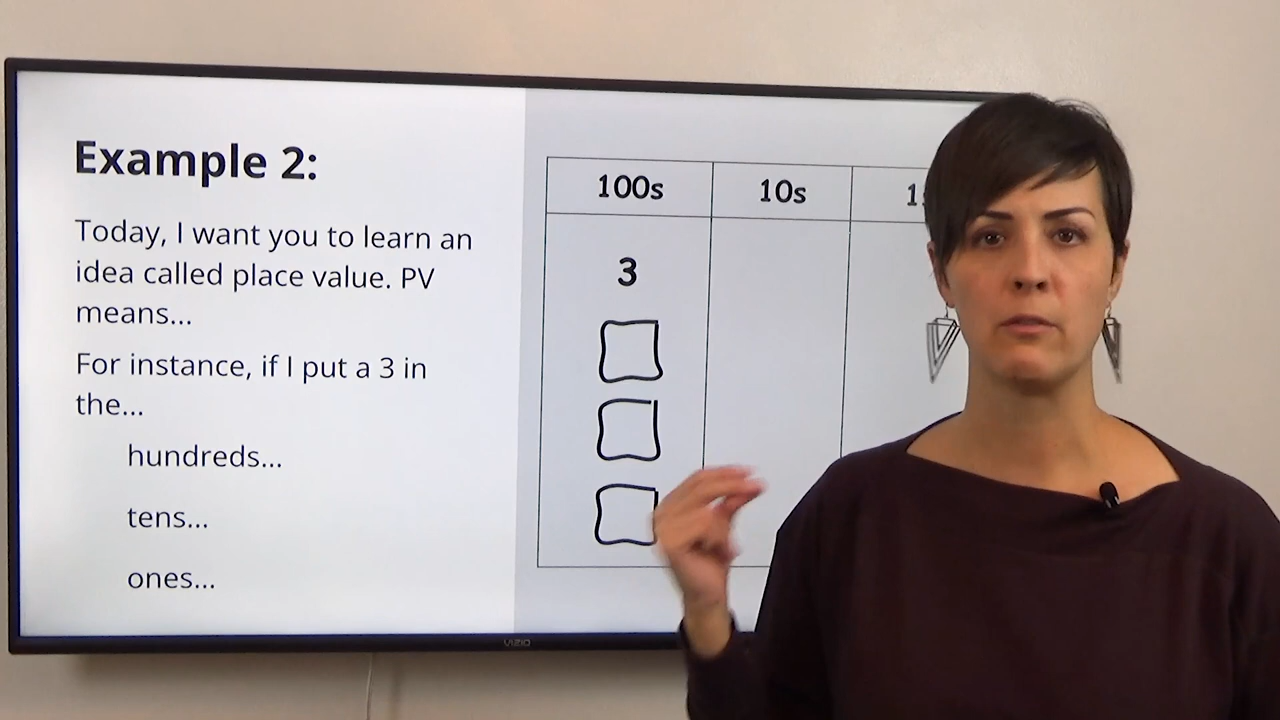 Example 2:
Today, I want you to learn an
idea called place value. PV
means...
For instance, if I put a 3 in
the...
hundreds...
tens...
ones...
100s 10s
3
VIZIO